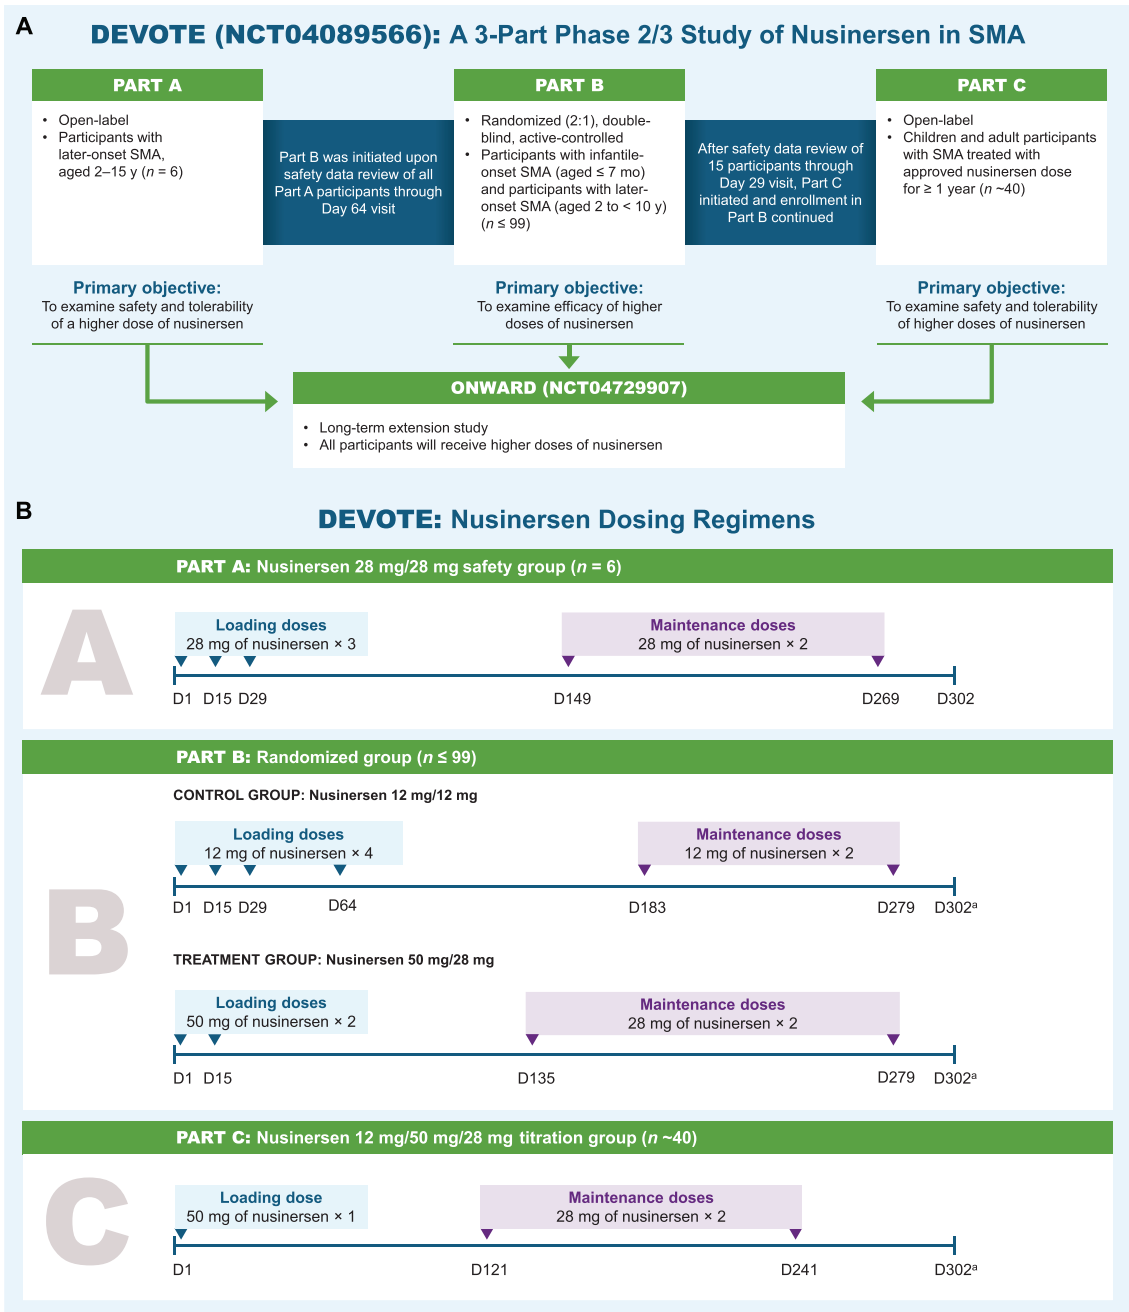 A
DEVOTE (NCT04089566): A 3-Part Phase 2/3 Study of Nusinersen in SMA
PART A
• Open-label
• Participants with
later-onset SMA,
aged 2–15 y (n = 6)
Part B was initiated upon
safety data review of all
Part A participants through
Day 64 visit
PART B
• Randomized (2:1), double-
blind, active-controlled
• Participants with infantile-
onset SMA (aged ≤ 7 mo)
and participants with later-
onset SMA (aged 2 to < 10 y)
(n ≤ 99)
After safety data review of
15 participants through
Day 29 visit, Part C
initiated and enrollment in
Part B continued
PART C
• Open-label
• Children and adult participants
with SMA treated with
approved nusinersen dose
for ≥ 1 year (n ~40)
Primary objective:
To examine safety and tolerability
of a higher dose of nusinersen
Primary objective:
To examine efficacy of higher
doses of nusinersen
Primary objective:
To examine safety and tolerability
of higher doses of nusinersen
ONWARD (NCT04729907)
• Long-term extension study
• All participants will receive higher doses of nusinersen
B
DEVOTE: Nusinersen Dosing Regimens
PART A: Nusinersen 28 mg/28 mg safety group (n = 6)
A
Loading doses
28 mg of nusinersen × 3
Maintenance doses
28 mg of nusinersen × 2
D1 D15 D29 D149 D269 D302
PART B: Randomized group (n ≤ 99)
B
CONTROL GROUP: Nusinersen 12 mg/12 mg
Loading doses
12 mg of nusinersen × 4
Maintenance doses
12 mg of nusinersen × 2
D1 D15 D29 D64 D183 D279 D302ᵃ
TREATMENT GROUP: Nusinersen 50 mg/28 mg
Loading doses
50 mg of nusinersen × 2
Maintenance doses
28 mg of nusinersen × 2
D1 D15 D135 D279 D302ᵃ
PART C: Nusinersen 12 mg/50 mg/28 mg titration group (n ~40)
C
Loading dose
50 mg of nusinersen × 1
Maintenance doses
28 mg of nusinersen × 2
D1 D121 D241 D302ᵃ